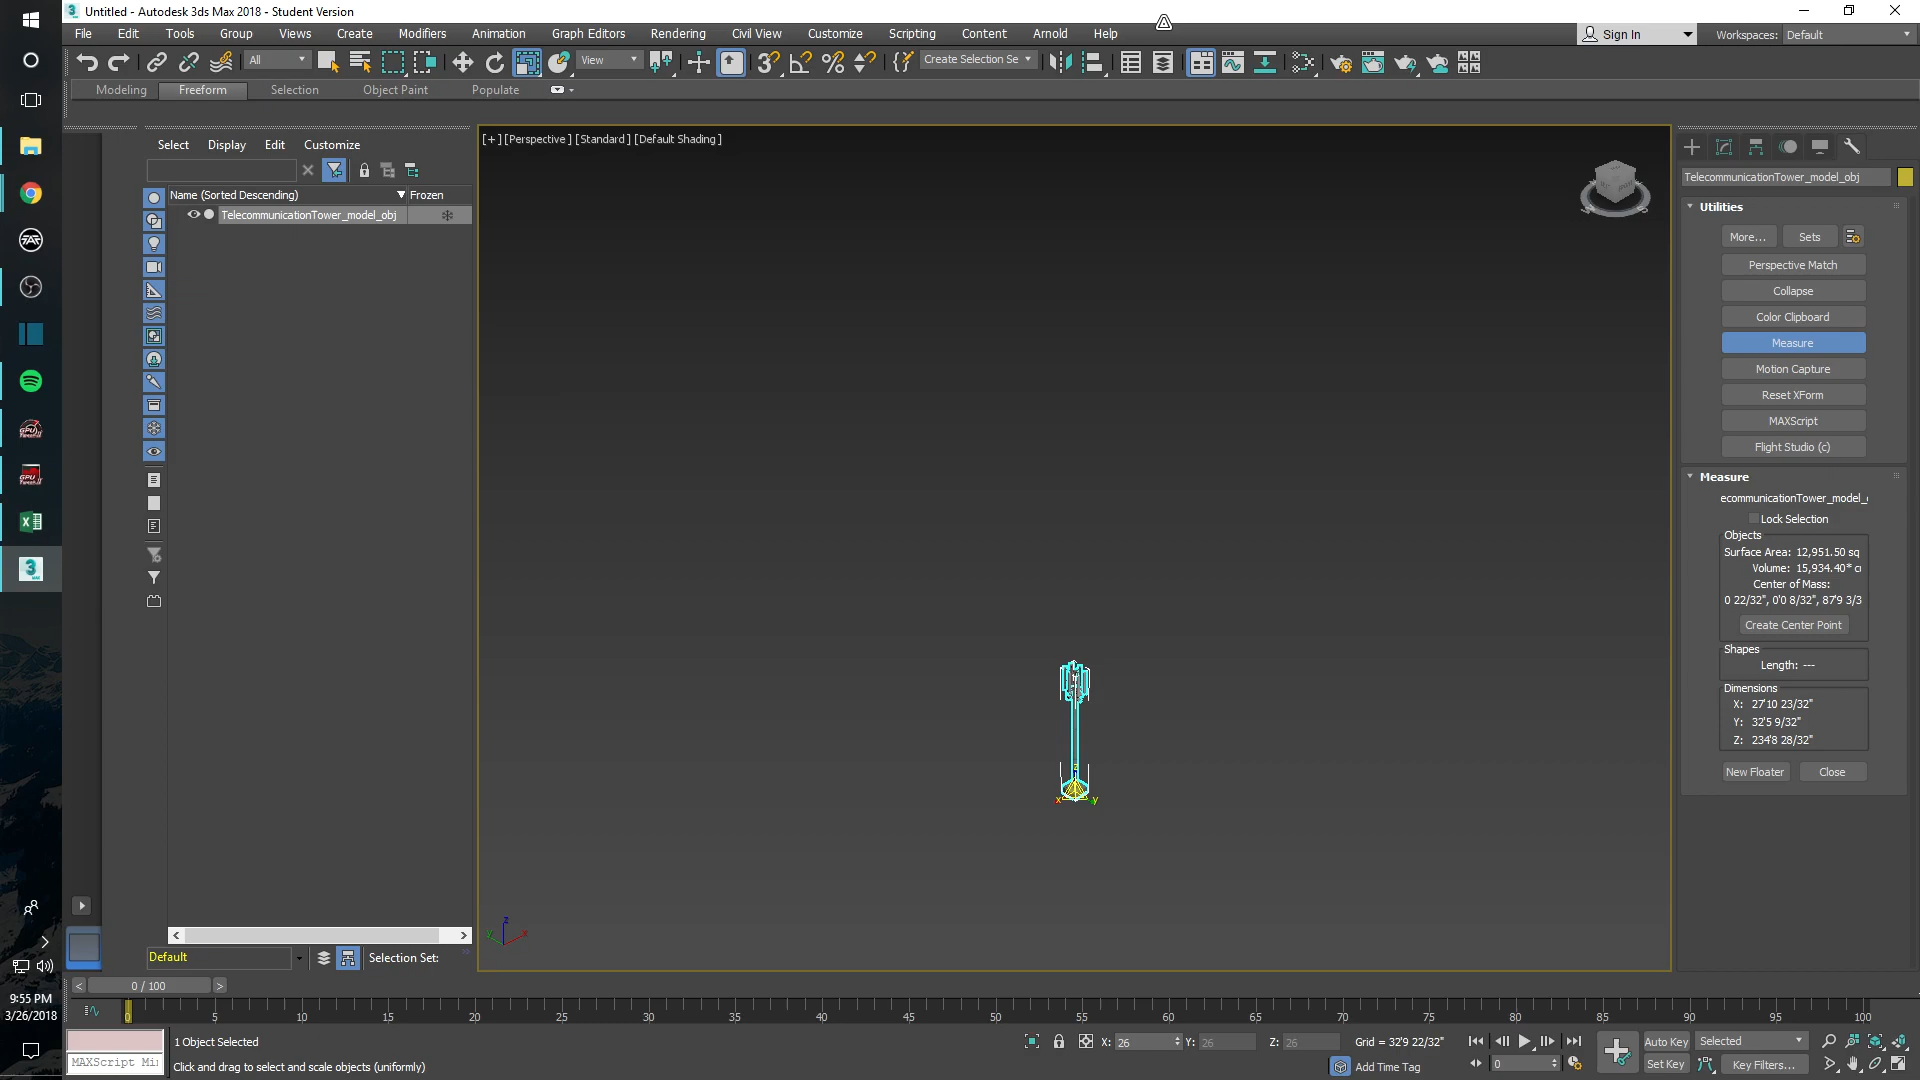 Untitled - Autodesk 3ds Max 2018 - Student Version
File Edit Tools Group Views Create Modifiers Animation Graph Editors Rendering Civil View Customize Scripting Content Arnold Help
Sign In Workspaces: Default
All View Create Selection Se
Modeling Freeform Selection Object Paint Populate
Select Display Edit Customize
Name (Sorted Descending) Frozen
TelecommunicationTower_model_obj
[+] [Perspective ] [Standard ] [Default Shading ]
TelecommunicationTower_model_obj
Utilities
More... Sets
Perspective Match
Collapse
Color Clipboard
Measure
Motion Capture
Reset XForm
MAXScript
Flight Studio (c)
Measure
ecommunicationTower_model_
Lock Selection
Objects
Surface Area: 12,951.50 sq
Volume: 15,934.40*
Center of Mass:
0 22/32", 0'0 8/32", 87'9 3/3
Create Center Point
Shapes
Length: ---
Dimensions
X: 27'10 23/32"
Y: 32'5 9/32"
Z: 234'8 28/32"
New Floater Close
z
x y
z
y x
Default Selection Set:
< 0 / 100 >
0 5 10 15 20 25 30 35 40 45 50 55 60 65 70 75 80 85 90 95 100
9:55 PM
3/26/2018
1 Object Selected
X: 26 Y: 26 Z: 26 Grid = 32'9 22/32"
Auto Key Selected
MAXScript Mi
Click and drag to select and scale objects (uniformly)
Add Time Tag
0
Set Key Key Filters...